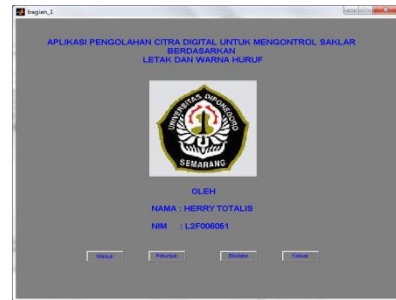 bagian_1
APLIKASI PENGOLAHAN CITRA DIGITAL UNTUK MENGONTROL SAKLAR
BERDASARKAN
LETAK DAN WARNA HURUF
UNIVERSITAS DIPONEGORO
SEMARANG
OLEH
NAMA : HERRY TOTALIS
NIM : L2F006061
Masuk Petunjuk Biodata Keluar